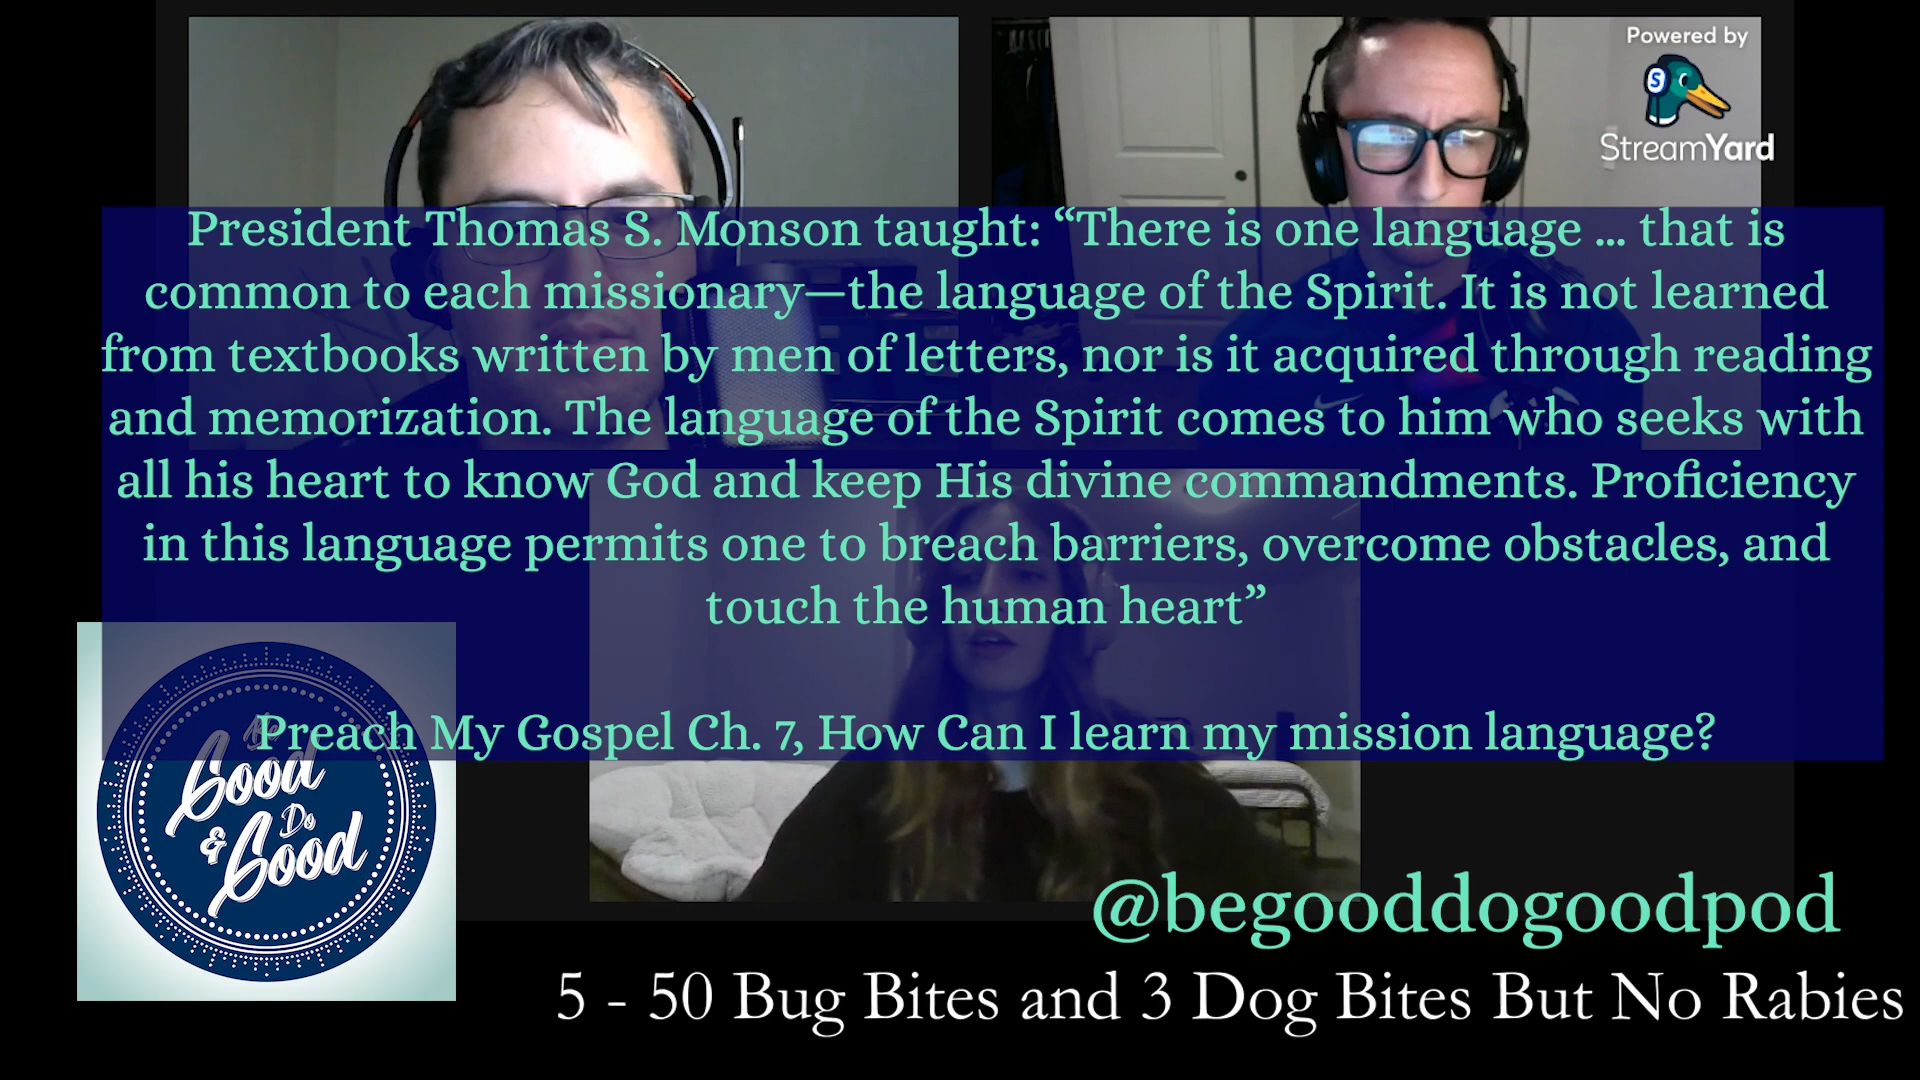 Powered by
StreamYard
President Thomas S. Monson taught: “There is one language ... that is
common to each missionary—the language of the Spirit. It is not learned
from textbooks written by men of letters, nor is it acquired through reading
and memorization. The language of the Spirit comes to him who seeks with
all his heart to know God and keep His divine commandments. Proficiency
in this language permits one to breach barriers, overcome obstacles, and
touch the human heart”
Preach My Gospel Ch. 7, How Can I learn my mission language?
Be
Good
Do
& Good
@begooddogoodpod
5 - 50 Bug Bites and 3 Dog Bites But No Rabies